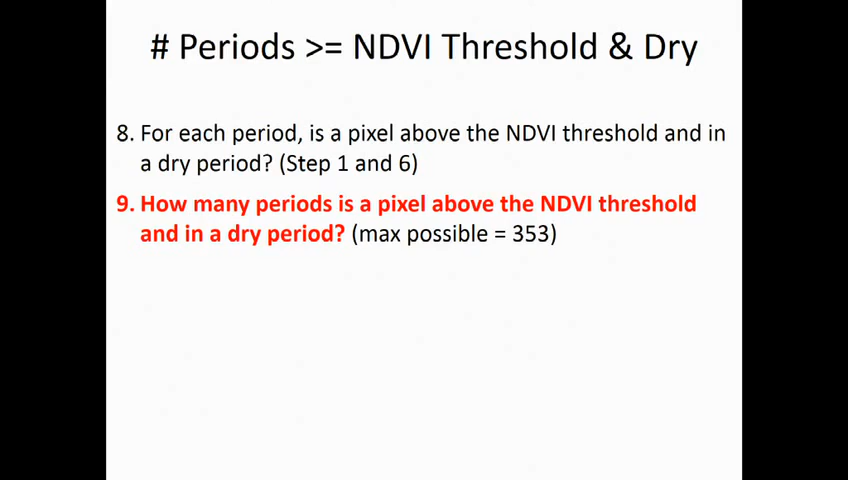 # Periods >= NDVI Threshold & Dry
8. For each period, is a pixel above the NDVI threshold and in
a dry period? (Step 1 and 6)
9. How many periods is a pixel above the NDVI threshold
and in a dry period? (max possible = 353)